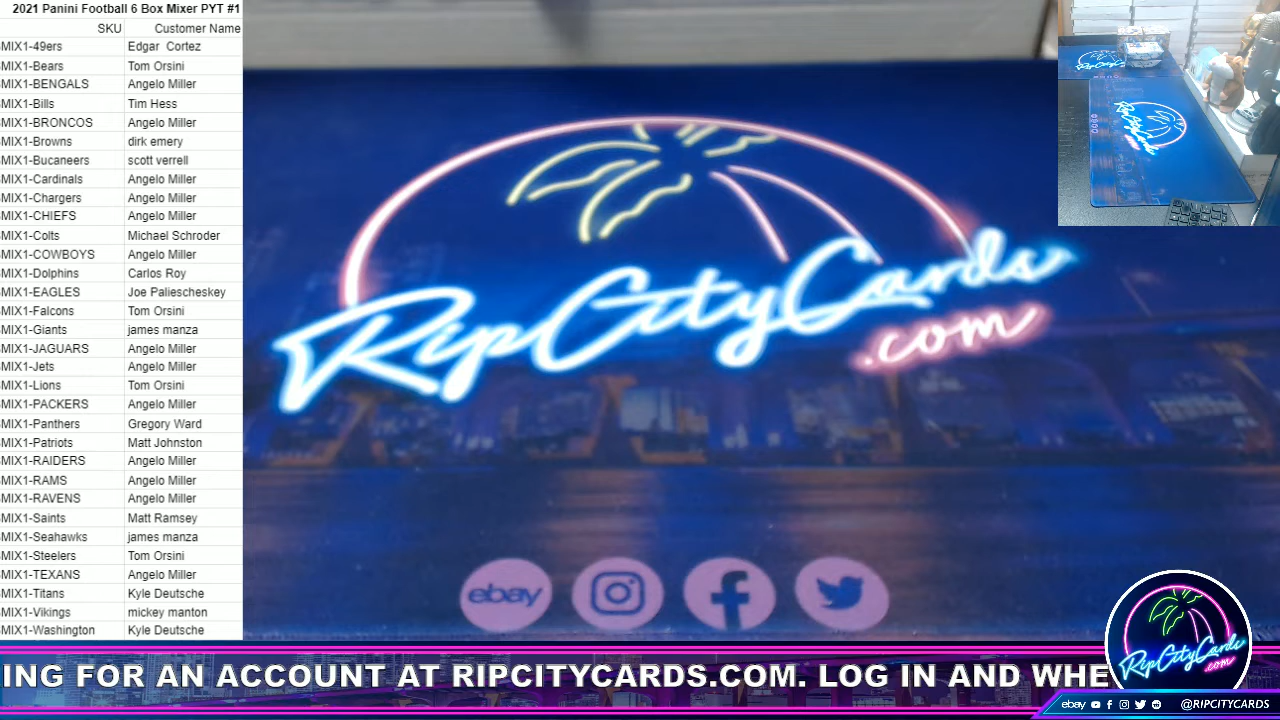 2021 Panini Football 6 Box Mixer PYT #1
SKU Customer Name
MIX1-49ers Edgar Cortez
MIX1-Bears Tom Orsini
MIX1-BENGALS Angelo Miller
MIX1-Bills Tim Hess
MIX1-BRONCOS Angelo Miller
MIX1-Browns dirk emery
MIX1-Bucaneers scott verrell
MIX1-Cardinals Angelo Miller
MIX1-Chargers Angelo Miller
MIX1-CHIEFS Angelo Miller
MIX1-Colts Michael Schroder
MIX1-COWBOYS Angelo Miller
MIX1-Dolphins Carlos Roy
MIX1-EAGLES Joe Paliescheskey
MIX1-Falcons Tom Orsini
MIX1-Giants james manza
MIX1-JAGUARS Angelo Miller
MIX1-Jets Angelo Miller
MIX1-Lions Tom Orsini
MIX1-PACKERS Angelo Miller
MIX1-Panthers Gregory Ward
MIX1-Patriots Matt Johnston
MIX1-RAIDERS Angelo Miller
MIX1-RAMS Angelo Miller
MIX1-RAVENS Angelo Miller
MIX1-Saints Matt Ramsey
MIX1-Seahawks james manza
MIX1-Steelers Tom Orsini
MIX1-TEXANS Angelo Miller
MIX1-Titans Kyle Deutsche
MIX1-Vikings mickey manton
MIX1-Washington Kyle Deutsche
RipCityCards
.com
ebay
RipCityCards
.com
ING FOR AN ACCOUNT AT RIPCITYCARDS.COM. LOG IN AND WHE
ebay @RIPCITYCARDS